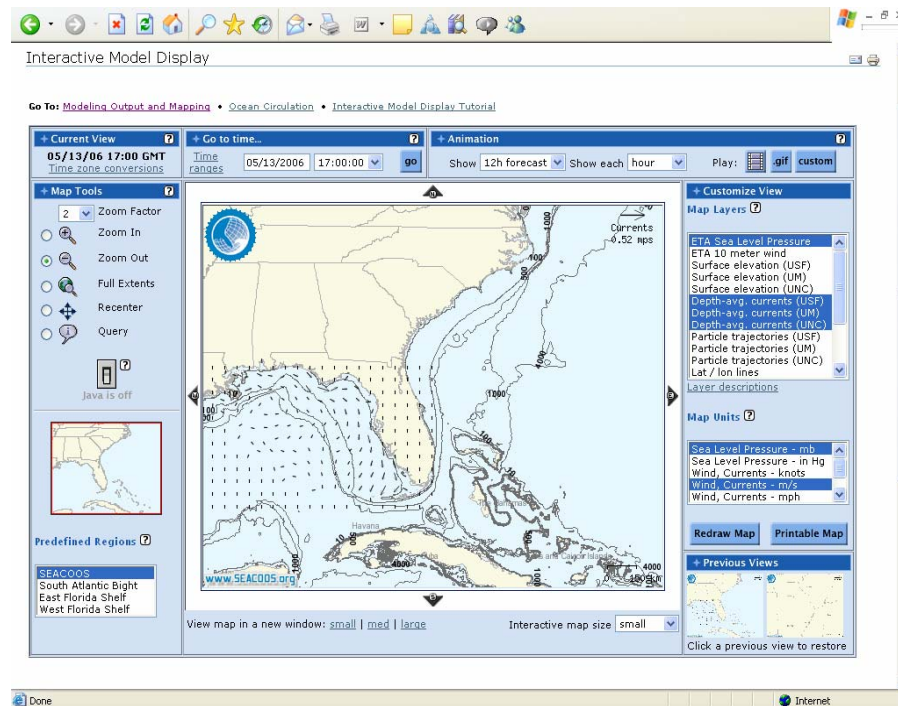 Interactive Model Display
Go To: Modeling Output and Mapping • Ocean Circulation • Interactive Model Display Tutorial
+ Current View ?
05/13/06 17:00 GMT
Time zone conversions
+ Go to time... ?
Time ranges 05/13/2006 17:00:00 go
+ Animation ?
Show 12h forecast Show each hour Play: .gif custom
+ Map Tools ?
2 Zoom Factor
Zoom In
Zoom Out
Full Extents
Recenter
Query
?
Java is off
Predefined Regions ?
SEACOOS
South Atlantic Bight
East Florida Shelf
West Florida Shelf
Currents
0.52 mps
1000
100
500
4000
1000
100
10
Havana
Cuba
4000
www.SEACOOS.org
View map in a new window: small | med | large
Interactive map size small
+ Customize View
Map Layers ?
ETA Sea Level Pressure
ETA 10 meter wind
Surface elevation (USF)
Surface elevation (UM)
Surface elevation (UNC)
Depth-avg. currents (USF)
Depth-avg. currents (UM)
Depth-avg. currents (UNC)
Particle trajectories (USF)
Particle trajectories (UM)
Particle trajectories (UNC)
Lat / lon lines
Layer descriptions
Map Units ?
Sea Level Pressure - mb
Sea Level Pressure - in Hg
Wind, Currents - knots
Wind, Currents - m/s
Wind, Currents - mph
Redraw Map Printable Map
+ Previous Views
Click a previous view to restore
Done
Internet